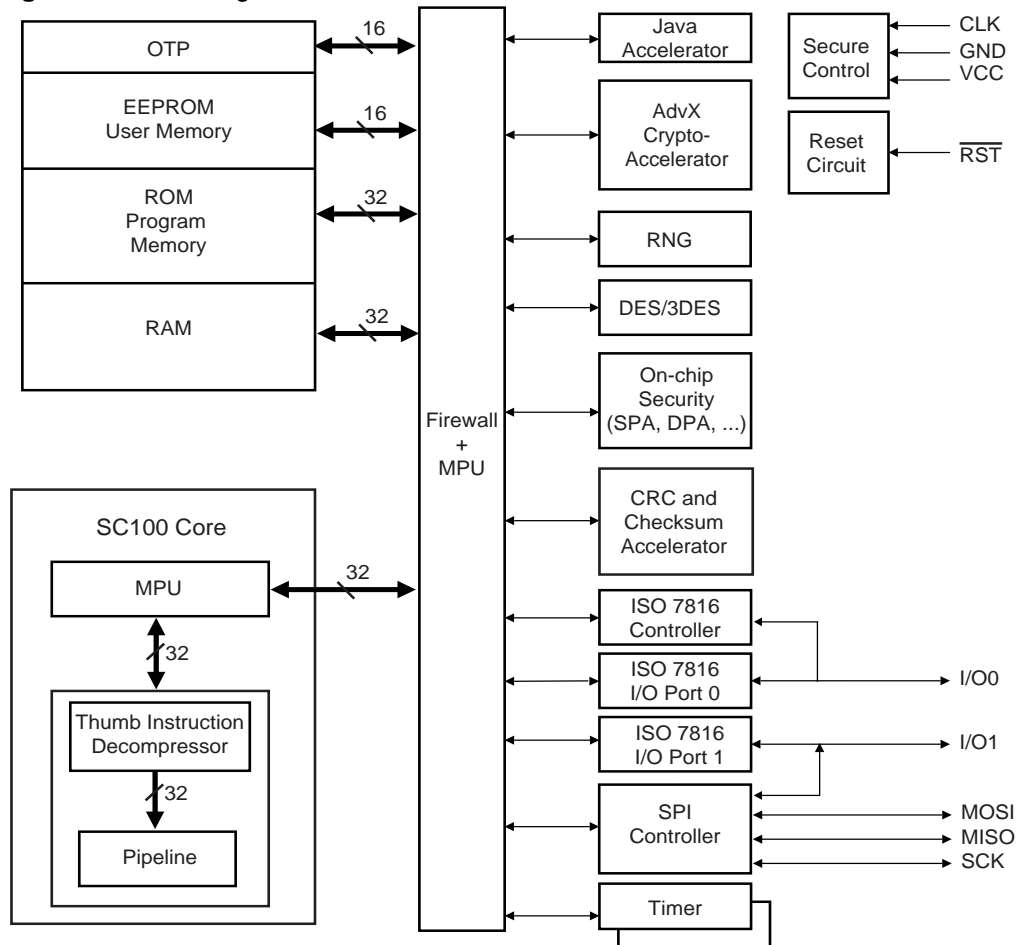 OTP
16
EEPROM
User Memory
16
ROM
Program
Memory
32
RAM
32
SC100 Core
MPU
32
32
Thumb Instruction
Decompressor
32
Pipeline
Firewall
+
MPU
Java
Accelerator
AdvX
Crypto-
Accelerator
RNG
DES/3DES
On-chip
Security
(SPA, DPA, ...)
CRC and
Checksum
Accelerator
ISO 7816
Controller
ISO 7816
I/O Port 0
ISO 7816
I/O Port 1
SPI
Controller
Timer
Secure
Control
CLK
GND
VCC
Reset
Circuit
RST
I/O0
I/O1
MOSI
MISO
SCK